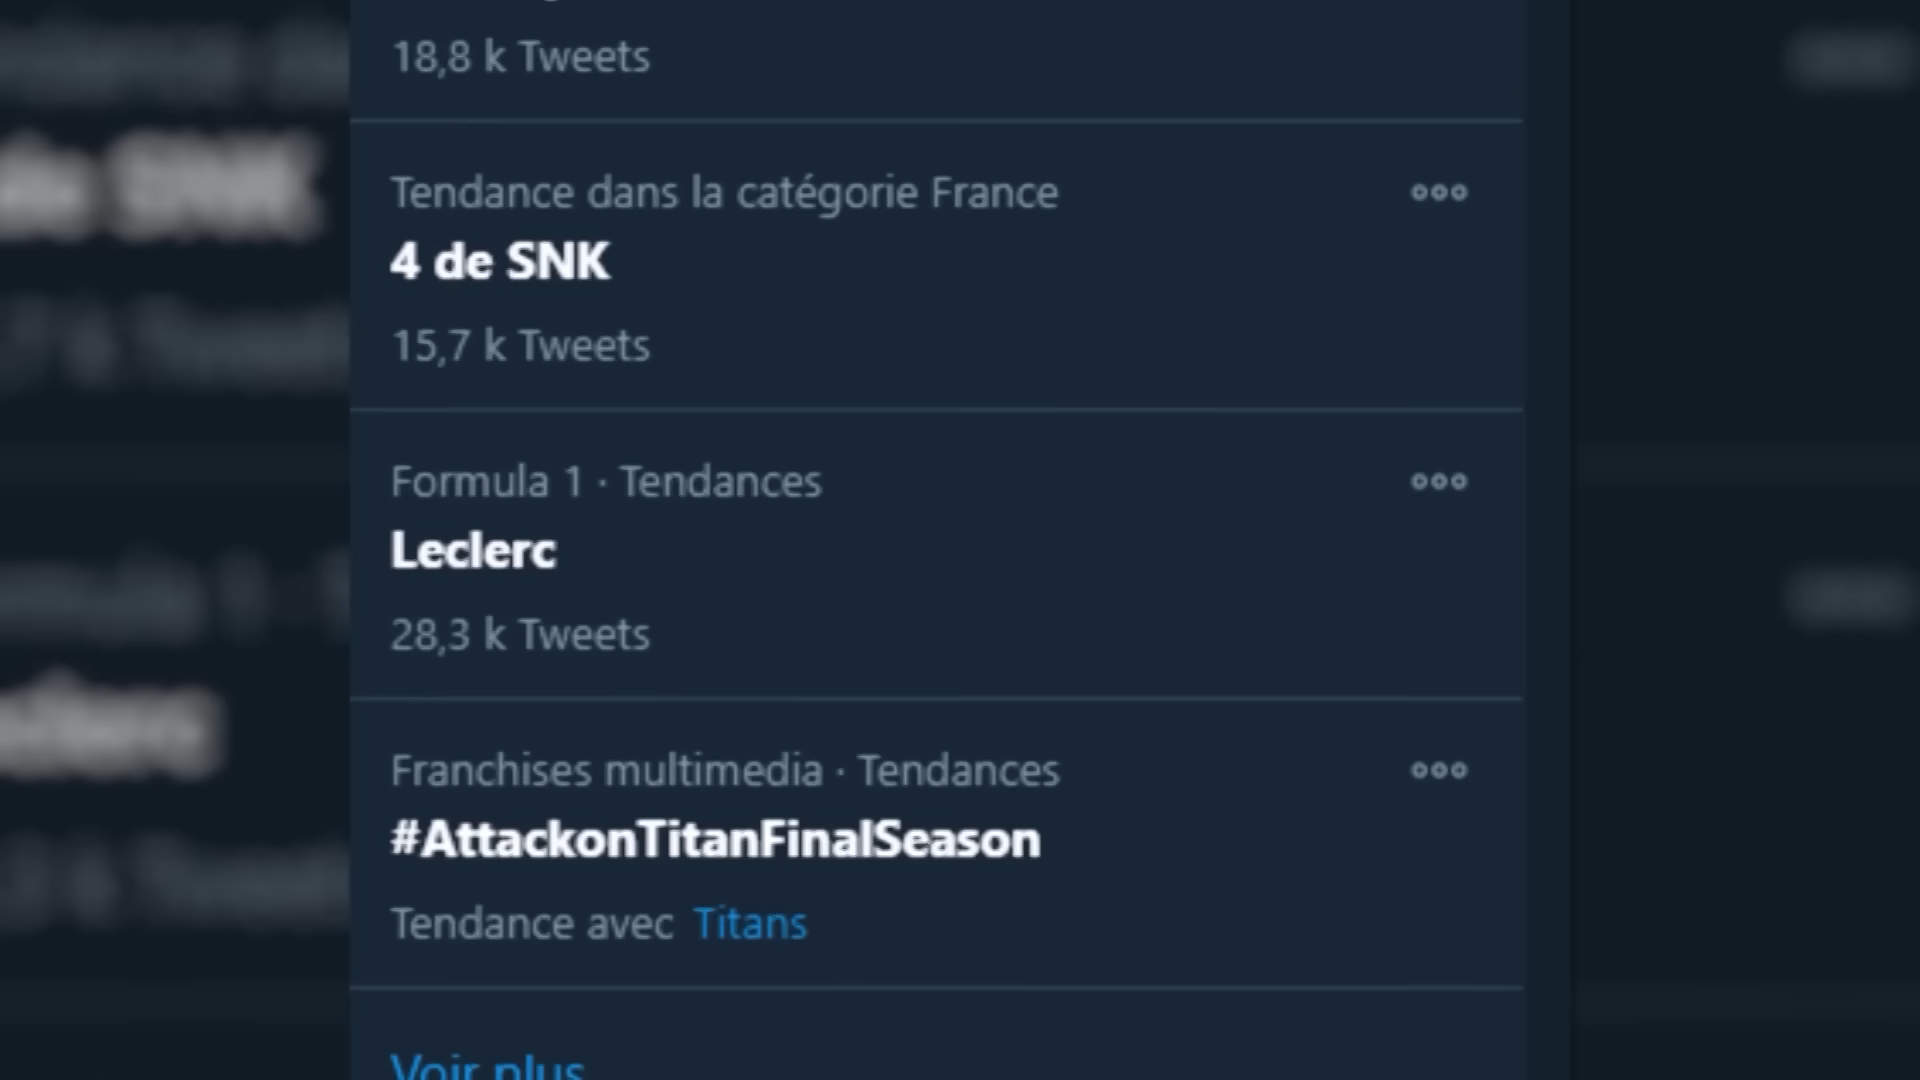 18,8 k Tweets
Tendance dans la catégorie France
4 de SNK
15,7 k Tweets
Formula 1 · Tendances
Leclerc
28,3 k Tweets
Franchises multimedia · Tendances
#AttackonTitanFinalSeason
Tendance avec Titans
Voir plus